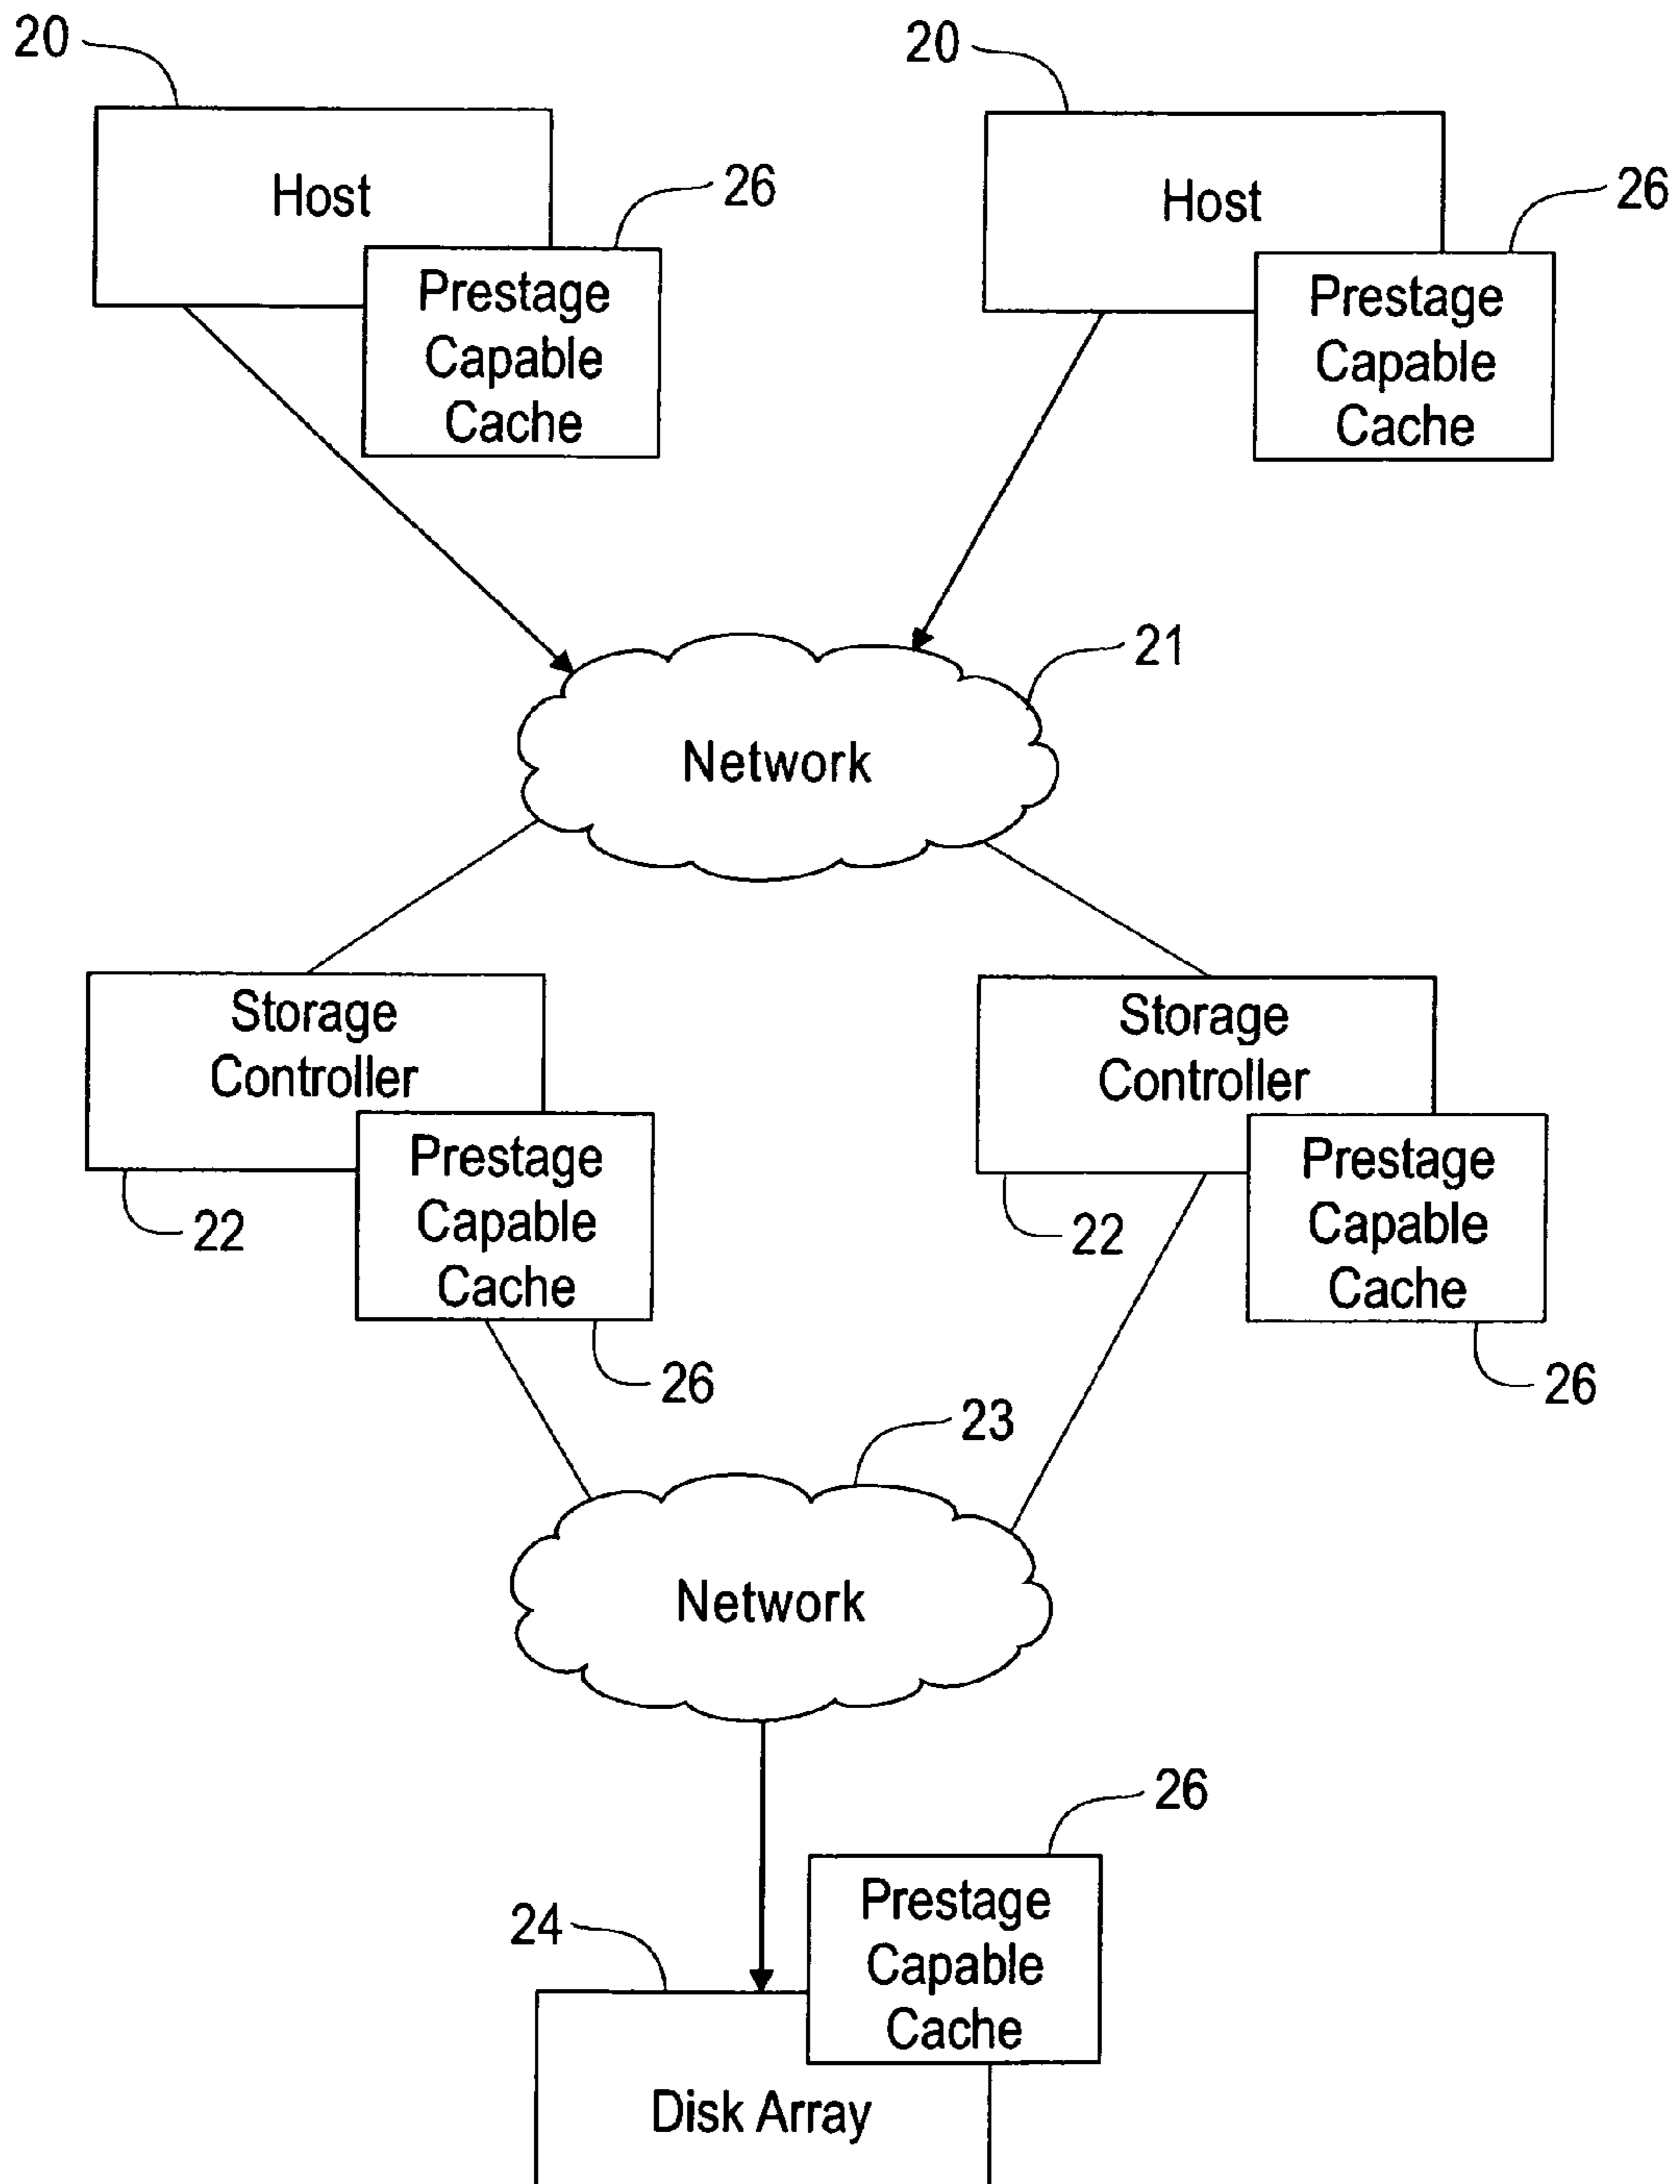 20
20
Host
26
Host
26
Prestage
Capable
Cache
Prestage
Capable
Cache
21
Network
Storage
Controller
Storage
Controller
Prestage
Capable
Cache
Prestage
Capable
Cache
22
22
26
26
23
Network
26
24
Prestage
Capable
Cache
Disk Array